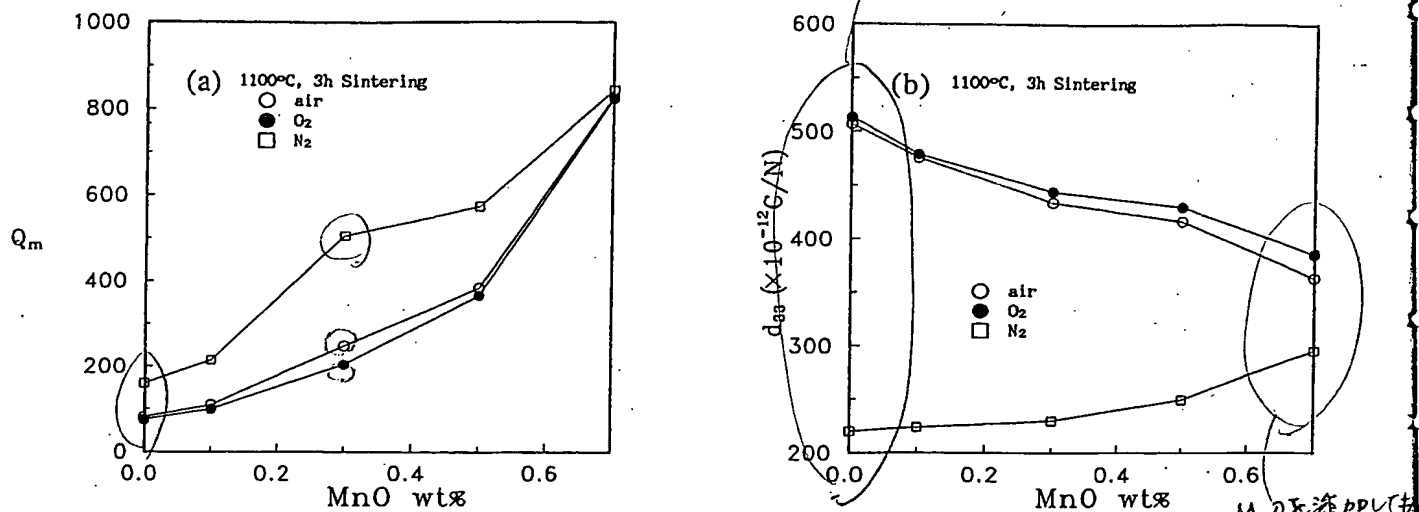 1000
800
600
400
200
0
Qm
(a) 1100°C, 3h Sintering
air
O₂
N₂
0.0 0.2 0.4 0.6
MnO wt%
600
500
400
300
200
d₃₃ (×10⁻¹²C/N)
(b) 1100°C, 3h Sintering
air
O₂
N₂
0.0 0.2 0.4 0.6
MnO wt%